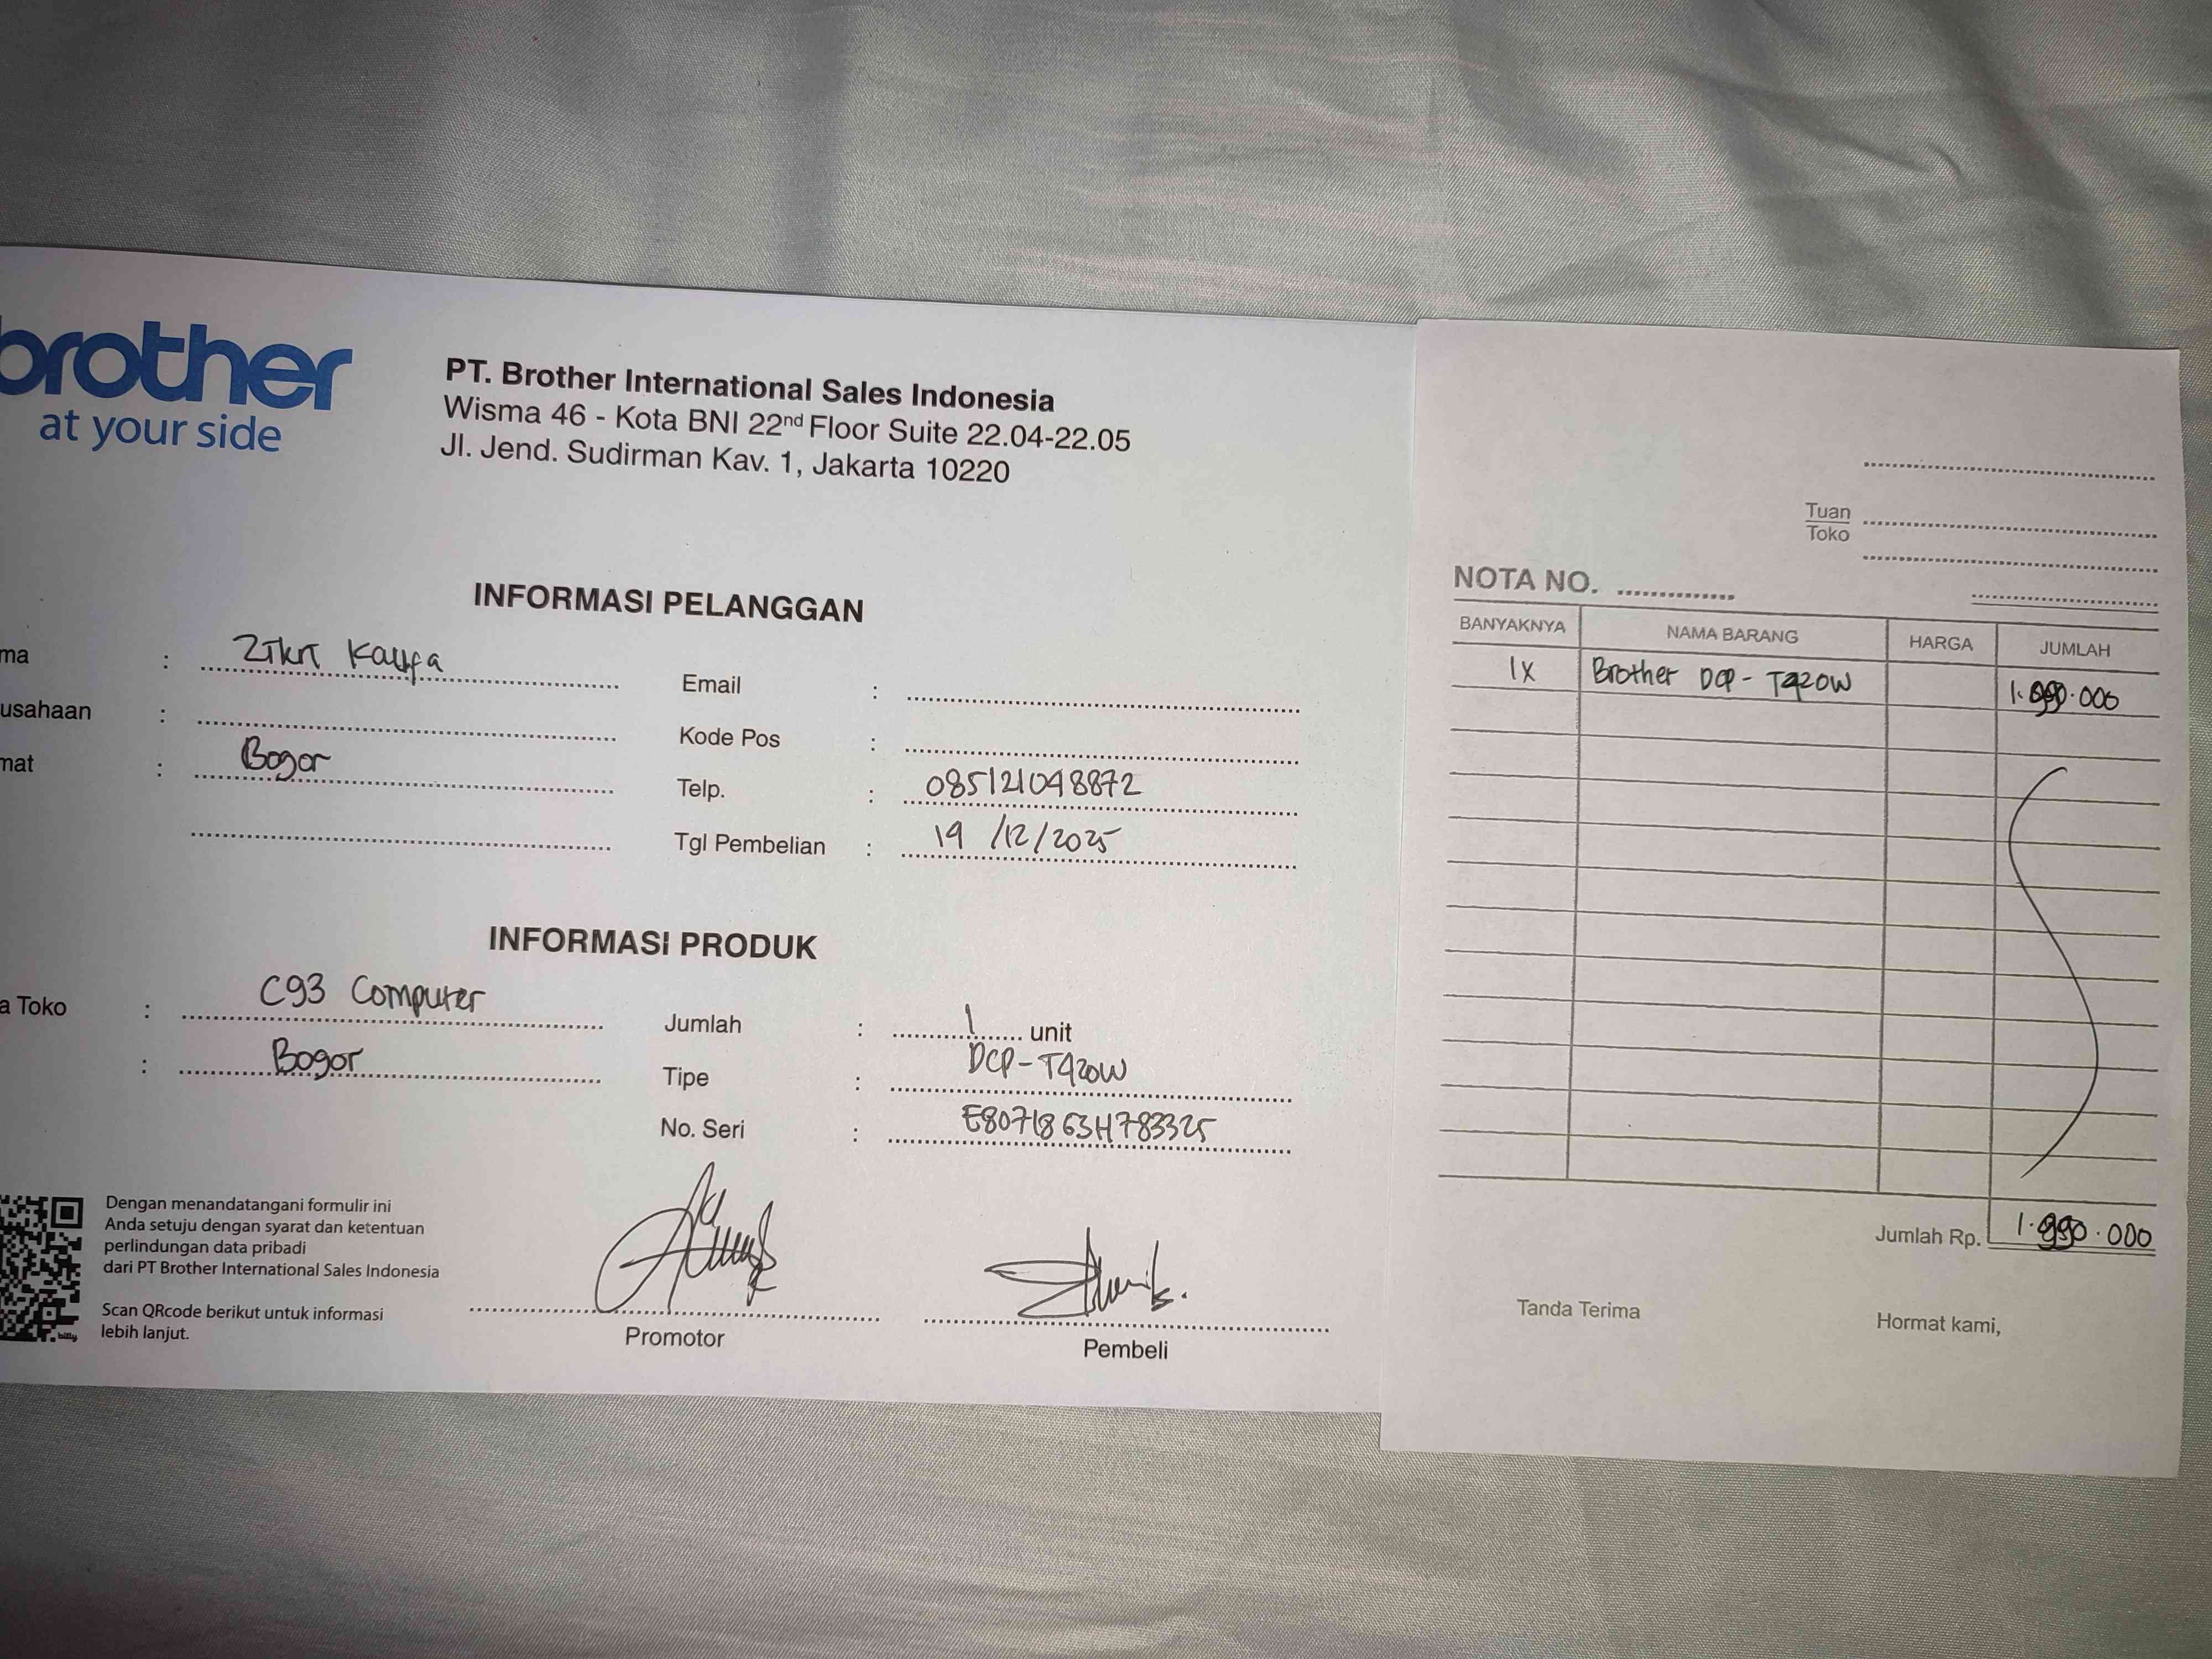 brother
at your side
PT. Brother International Sales Indonesia
Wisma 46 - Kota BNI 22nd Floor Suite 22.04-22.05
Jl. Jend. Sudirman Kav. 1, Jakarta 10220
INFORMASI PELANGGAN
ma :
usahaan :
mat : Bogor
Email :
Kode Pos :
Telp. : 085121048872
Tgl Pembelian : 19 /12/2025
INFORMASI PRODUK
a Toko : C93 Computer
: Bogor
Jumlah : 1 unit
Tipe : DCP-T420W
No. Seri : E80718G3H783325
Dengan menandatangani formulir ini
Anda setuju dengan syarat dan ketentuan
perlindungan data pribadi
dari PT Brother International Sales Indonesia
Scan QRcode berikut untuk informasi
lebih lanjut.
Promotor
Pembeli
Tuan
Toko
NOTA NO.
BANYAKNYA NAMA BARANG HARGA JUMLAH
1X Brother DCP - T420W
Jumlah Rp.
Tanda Terima
Hormat kami,